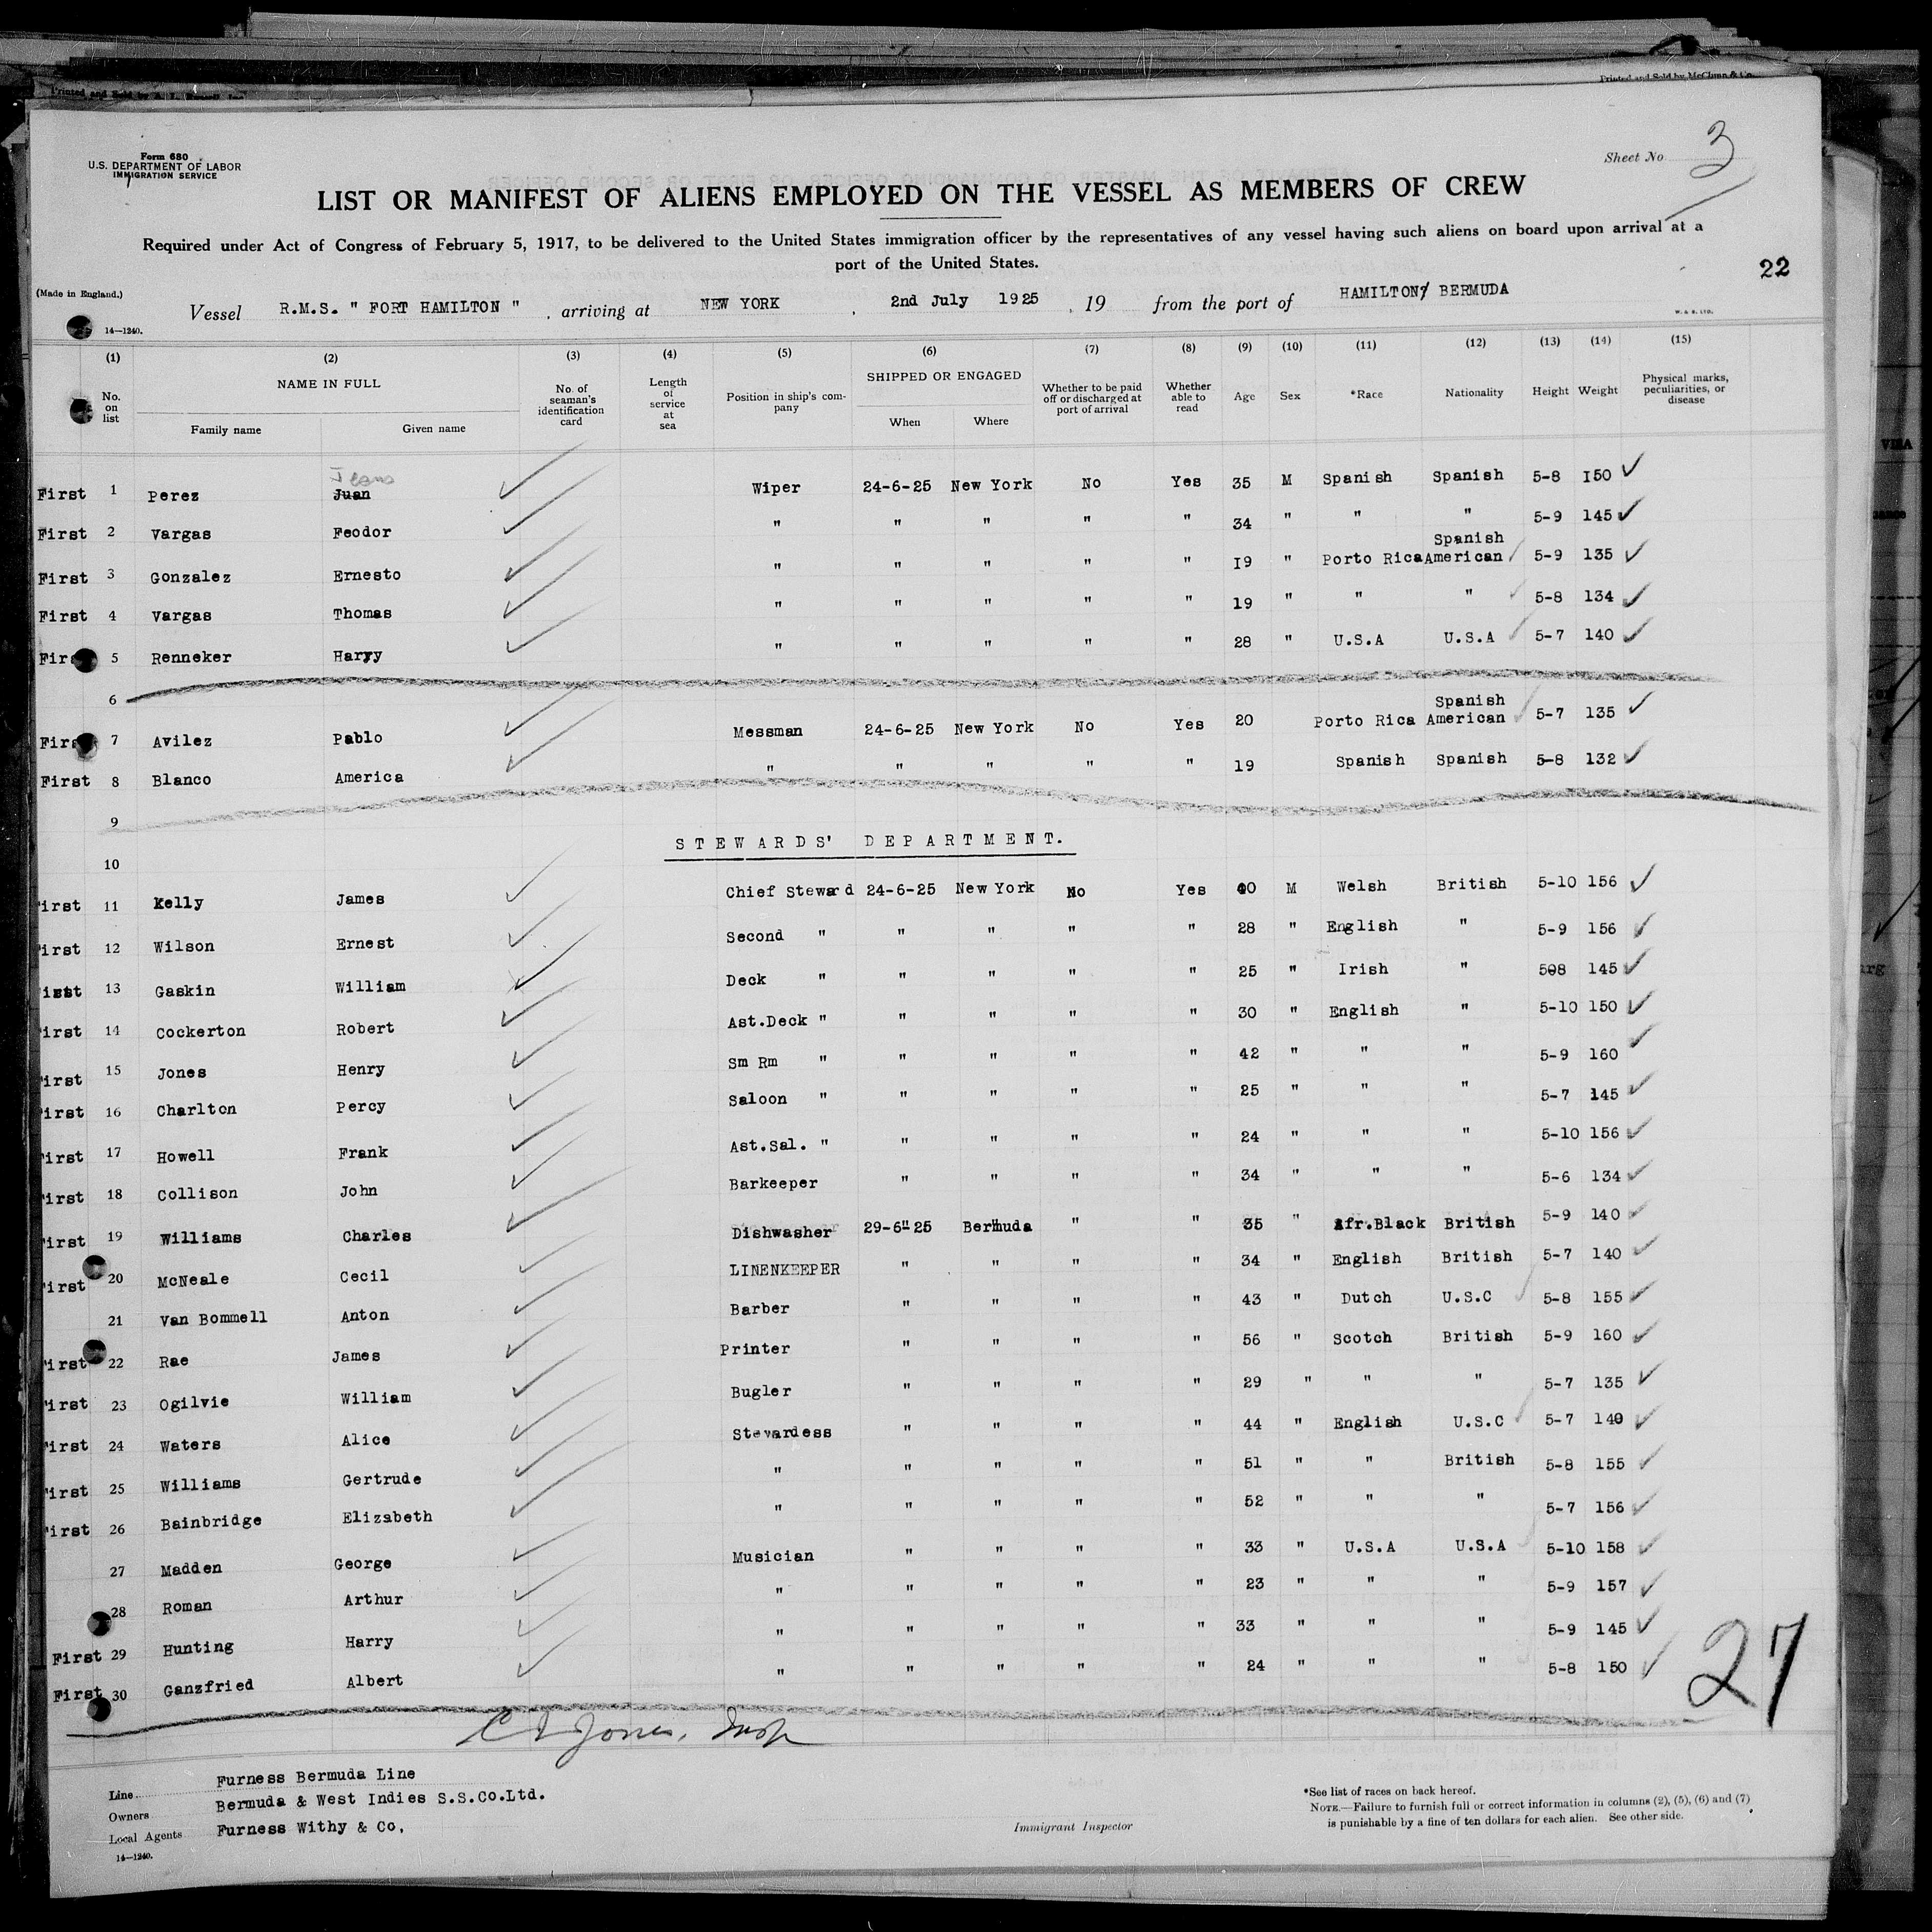 Printed and Sold by
Printed and Sold by McClunn & Co.
Form 680
U.S. DEPARTMENT OF LABOR
IMMIGRATION SERVICE
Sheet No 3
LIST OR MANIFEST OF ALIENS EMPLOYED ON THE VESSEL AS MEMBERS OF CREW
Required under Act of Congress of February 5, 1917, to be delivered to the United States immigration officer by the representatives of any vessel having such aliens on board upon arrival at a
port of the United States.
22
(Made in England.)
Vessel R.M.S. " FORT HAMILTON " , arriving at NEW YORK , 2nd July 1925 , 19 from the port of HAMILTON/ BERMUDA
14—1240.
W. & S. LTD.
(1) (2) (3) (4) (5) (6) (7) (8) (9) (10) (11) (12) (13) (14) (15)
No. on list NAME IN FULL Family name Given name No. of seaman's identification card Length of service at sea Position in ship's company SHIPPED OR ENGAGED When Where Whether to be paid off or discharged at port of arrival Whether able to read Age Sex *Race Nationality Height Weight Physical marks, peculiarities, or disease
First 1 Perez Juan Wiper 24-6-25 New York No Yes 35 M Spanish Spanish 5-8 150
First 2 Vargas Feodor " " " " " 34 " " " 5-9 145
First 3 Gonzalez Ernesto " " " " " 19 " Porto Rica Spanish American 5-9 135
First 4 Vargas Thomas " " " " " 19 " " " 5-8 134
First 5 Renneker Harry " " " " " 28 " U.S.A U.S.A 5-7 140
6
First 7 Avilez Pablo Messman 24-6-25 New York No Yes 20 Porto Rica Spanish American 5-7 135
First 8 Blanco America " " " " " 19 Spanish Spanish 5-8 132
9
STEWARDS' DEPARTMENT.
10
First 11 Kelly James Chief Steward 24-6-25 New York No Yes 40 M Welsh British 5-10 156
First 12 Wilson Ernest Second " " " " " 28 " English " 5-9 156
First 13 Gaskin William Deck " " " " " 25 " Irish " 508 145
First 14 Cockerton Robert Ast.Deck " " " " " 30 " English " 5-10 150
First 15 Jones Henry Sm Rm " " " " " 42 " " " 5-9 160
First 16 Charlton Percy Saloon " " " " " 25 " " " 5-7 145
First 17 Howell Frank Ast.Sal. " " " " " 24 " " " 5-10 156
First 18 Collison John Barkeeper " " " " 34 " " " 5-6 134
First 19 Williams Charles Dishwasher 29-6-25 Bermuda " " 35 " Afr.Black British 5-9 140
First 20 McNeale Cecil LINENKEEPER " " " " 34 " English British 5-7 140
21 Van Bommell Anton Barber " " " " 43 " Dutch U.S.C 5-8 155
First 22 Rae James Printer " " " " 56 " Scotch British 5-9 160
First 23 Ogilvie William Bugler " " " " 29 " " " 5-7 135
First 24 Waters Alice Stewardess " " " " 44 " English U.S.C 5-7 140
First 25 Williams Gertrude " " " " " 51 " " British 5-8 155
First 26 Bainbridge Elizabeth " " " " " 52 " " " 5-7 156
27 Madden George Musician " " " " 33 " U.S.A U.S.A 5-10 158
28 Roman Arthur " " " " " 23 " " " 5-9 157
First 29 Hunting Harry " " " " " 33 " " " 5-9 145
First 30 Ganzfried Albert " " " " " 24 " " " 5-8 150
27
C E Jones, Insp
Line Furness Bermuda Line
Owners Bermuda & West Indies S.S.Co.Ltd.
Local Agents Furness Withy & Co,
14—1240.
Immigrant Inspector
*See list of races on back hereof.
NOTE.—Failure to furnish full or correct information in columns (2), (5), (6) and (7)
is punishable by a fine of ten dollars for each alien. See other side.